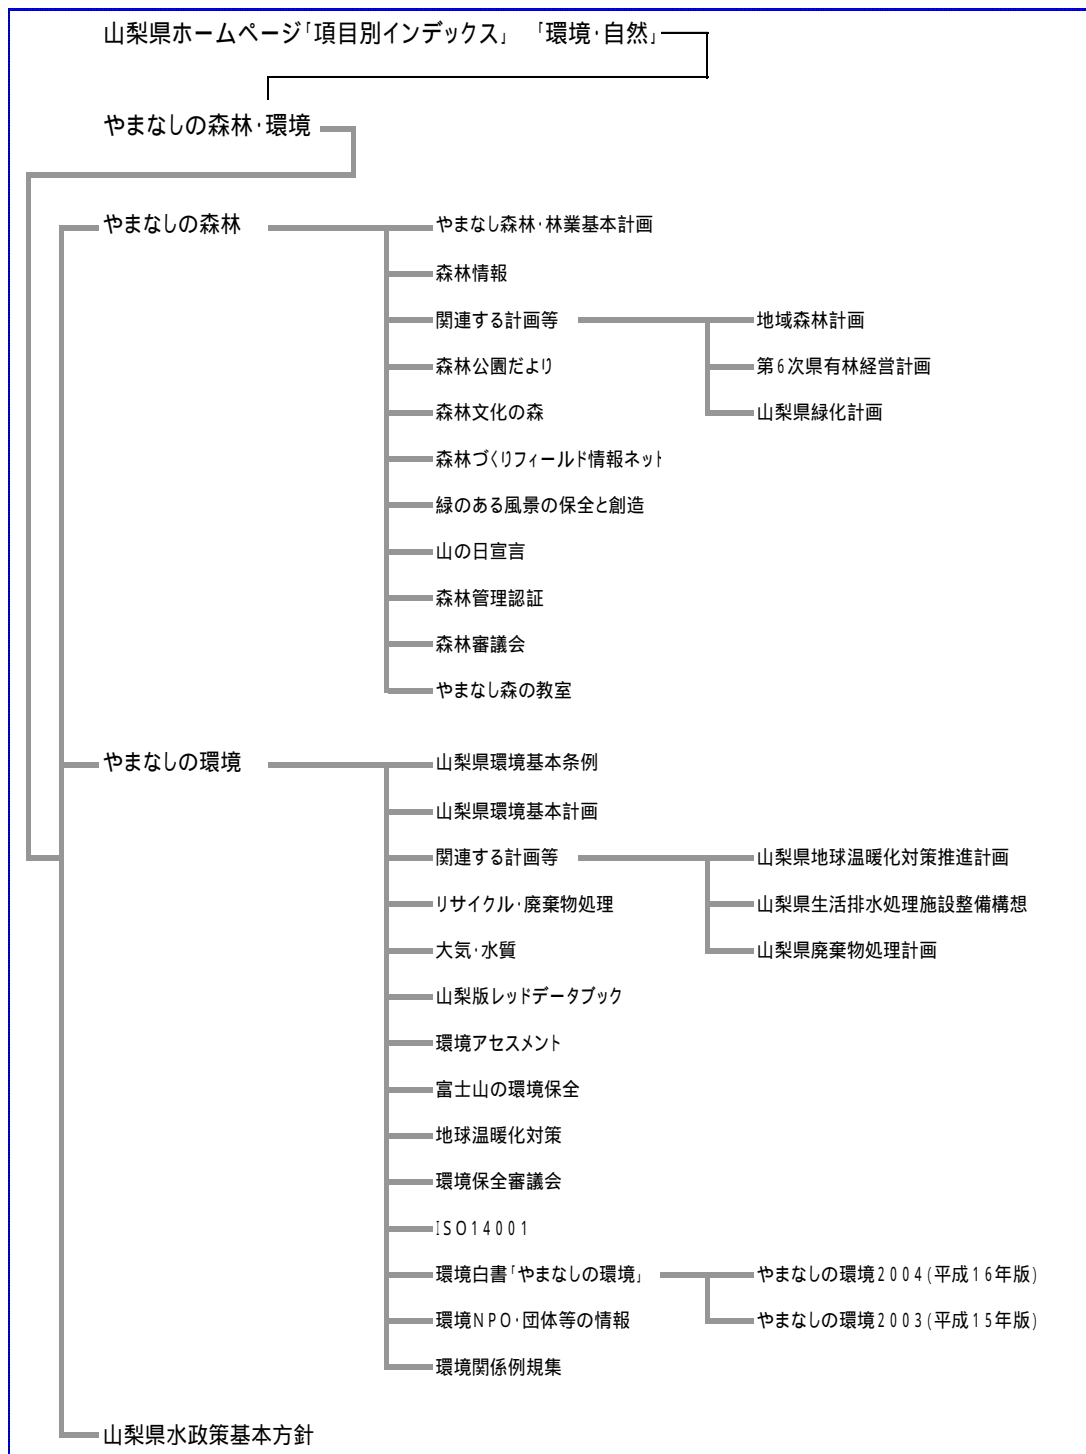 山梨県ホームページ「項目別インデックス」 「環境・自然」
やまなしの森林・環境
やまなしの森林
やまなし森林・林業基本計画
森林情報
関連する計画等
地域森林計画
森林公園だより
第6次県有林経営計画
森林文化の森
山梨県緑化計画
森林づくりフィールド情報ネット
緑のある風景の保全と創造
山の日宣言
森林管理認証
森林審議会
やまなし森の教室
やまなしの環境
山梨県環境基本条例
山梨県環境基本計画
関連する計画等
山梨県地球温暖化対策推進計画
リサイクル・廃棄物処理
山梨県生活排水処理施設整備構想
大気・水質
山梨県廃棄物処理計画
山梨版レッドデータブック
環境アセスメント
富士山の環境保全
地球温暖化対策
環境保全審議会
ISO14001
環境白書「やまなしの環境」
やまなしの環境2004(平成16年版)
環境NPO・団体等の情報
やまなしの環境2003(平成15年版)
環境関係例規集
山梨県水政策基本方針